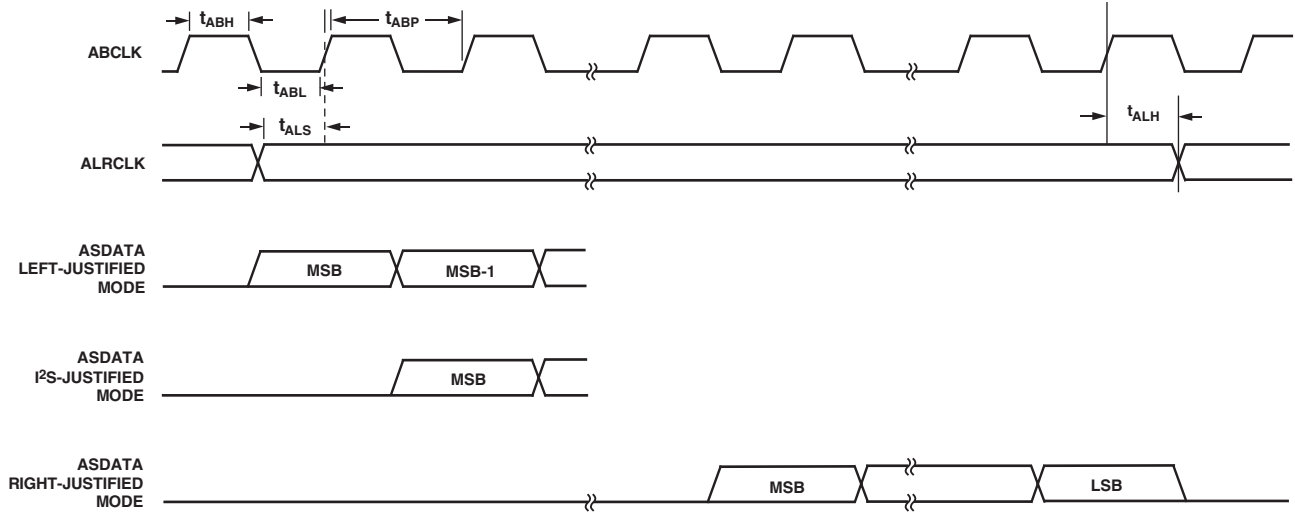 tABH
tABP
ABCLK
tABL
tALS
tALH
ALRCLK
ASDATA
LEFT-JUSTIFIED
MODE
MSB
MSB-1
ASDATA
I²S-JUSTIFIED
MODE
MSB
ASDATA
RIGHT-JUSTIFIED
MODE
MSB
LSB